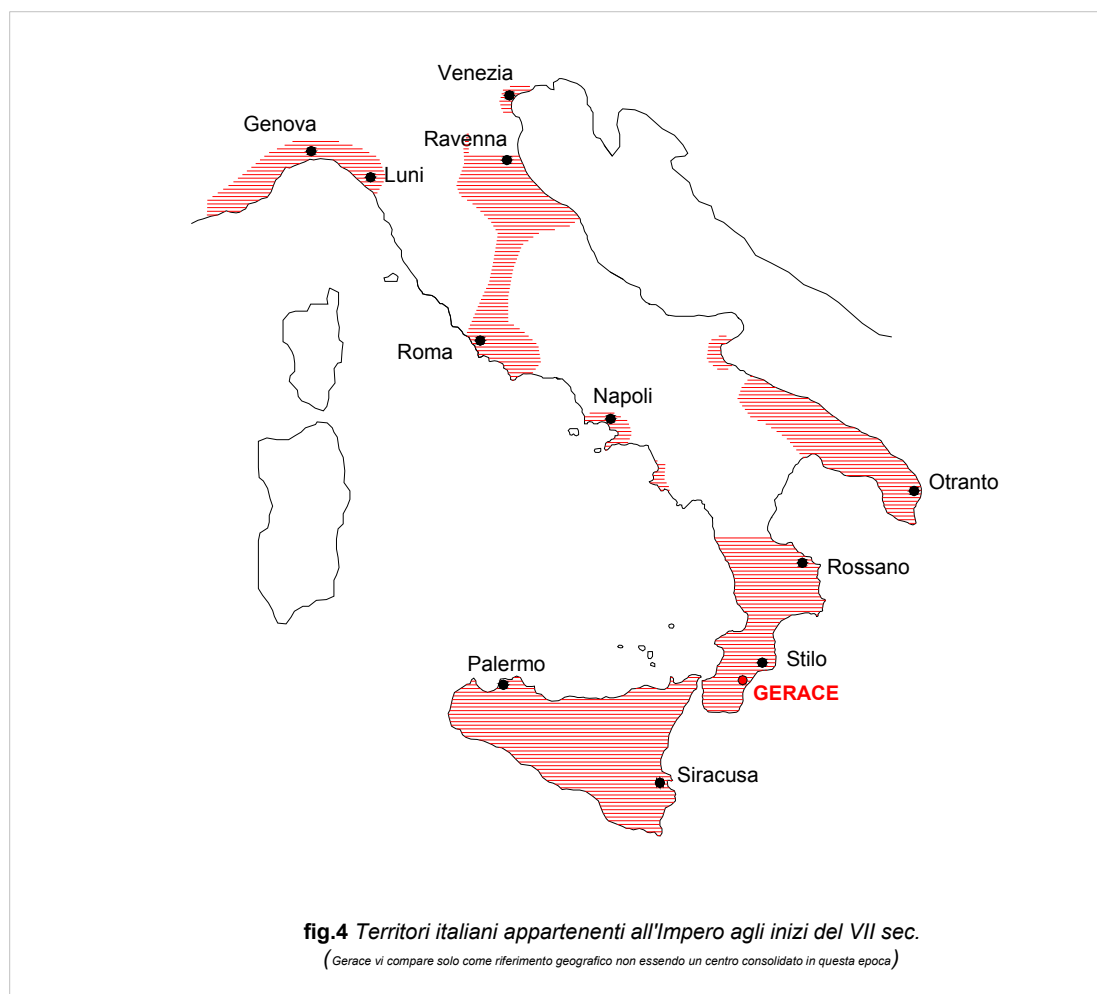 Venezia
Genova
Ravenna
Luni
Roma
Napoli
Otranto
Rossano
Stilo
Palermo
GERACE
Siracusa
fig.4 Territori italiani appartenenti all'Impero agli inizi del VII sec.
(Gerace vi compare solo come riferimento geografico non essendo un centro consolidato in questa epoca)